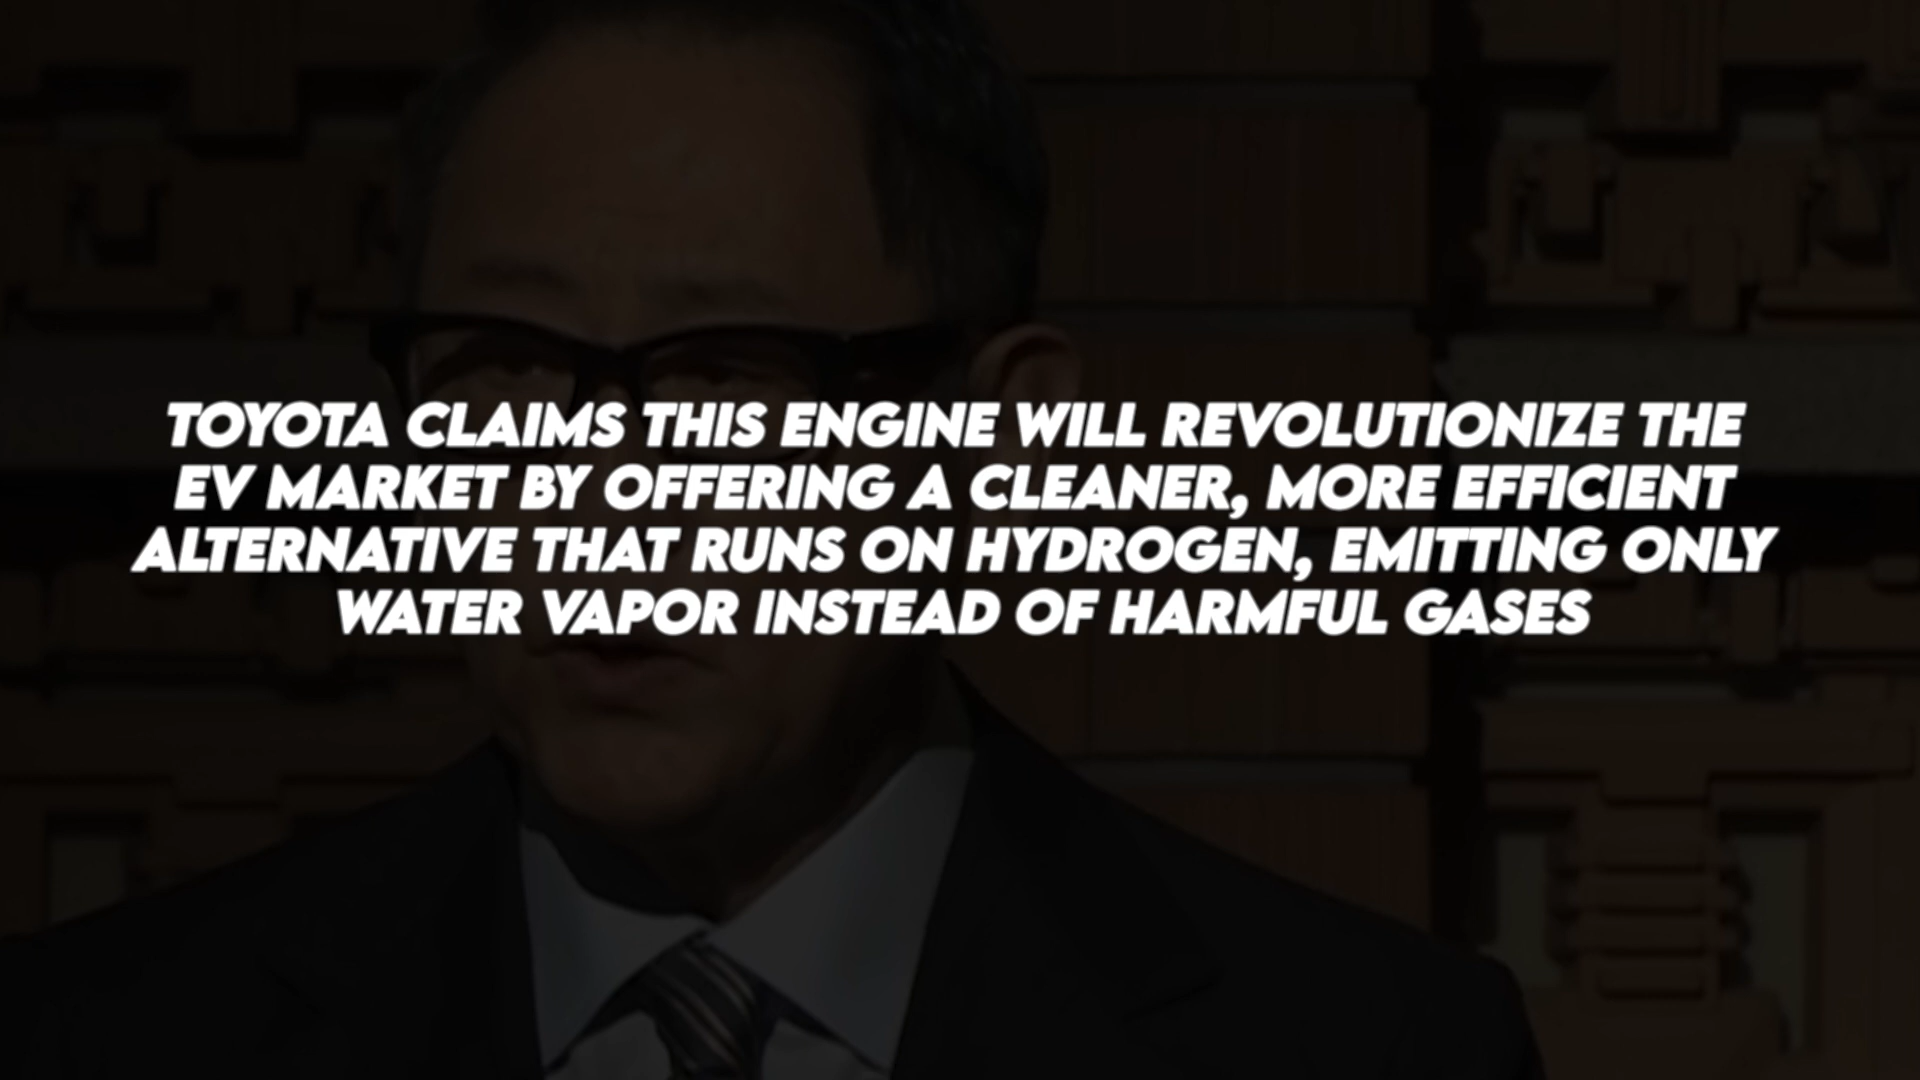 TOYOTA CLAIMS THIS ENGINE WILL REVOLUTIONIZE THE
EV MARKET BY OFFERING A CLEANER, MORE EFFICIENT
ALTERNATIVE THAT RUNS ON HYDROGEN, EMITTING ONLY
WATER VAPOR INSTEAD OF HARMFUL GASES